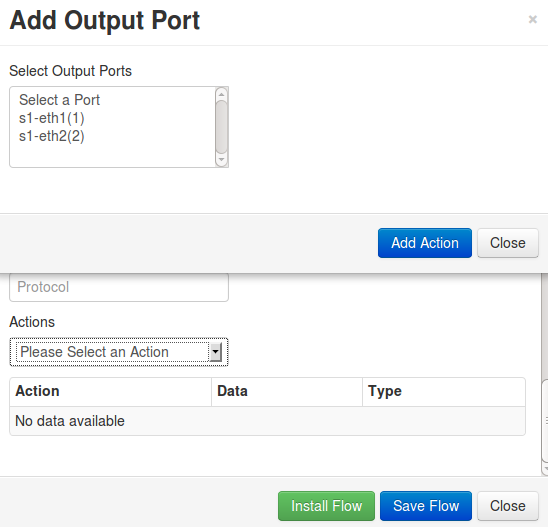 Add Output Port
×
Select Output Ports
Select a Port
s1-eth1(1)
s1-eth2(2)
Add Action
Close
Protocol
Actions
Please Select an Action
Action Data Type
No data available
Install Flow
Save Flow
Close